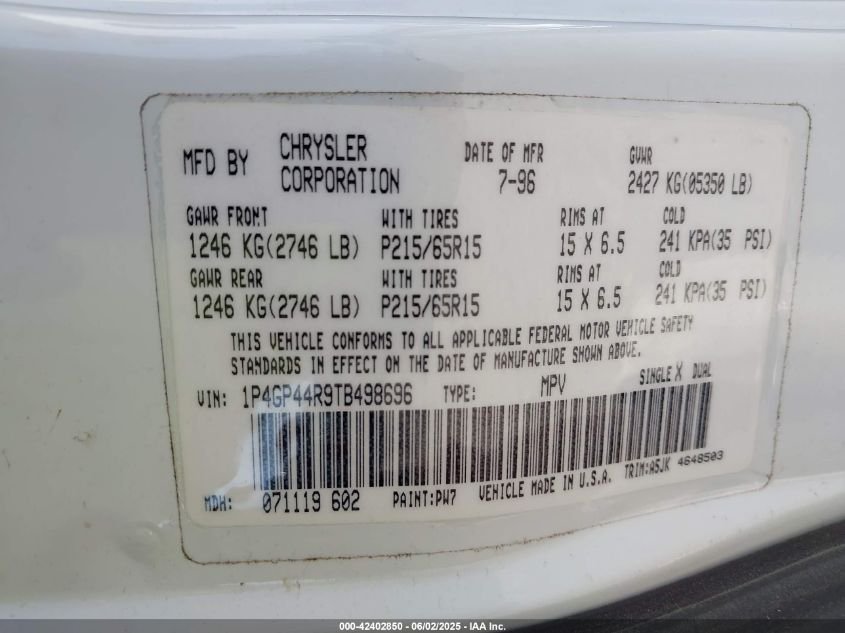 MFD BY CHRYSLER CORPORATION DATE OF MFR 7-96 GVWR 2427 KG(05350 LB)
GAWR FRONT WITH TIRES RIMS AT COLD
1246 KG(2746 LB) P215/65R15 15 X 6.5 241 KPA(35 PSI)
GAWR REAR WITH TIRES RIMS AT COLD
1246 KG(2746 LB) P215/65R15 15 X 6.5 241 KPA(35 PSI)
THIS VEHICLE CONFORMS TO ALL APPLICABLE FEDERAL MOTOR VEHICLE SAFETY
STANDARDS IN EFFECT ON THE DATE OF MANUFACTURE SHOWN ABOVE.
VIN: 1P4GP44R9TB498696 TYPE: MPV SINGLE X DUAL
MDH: 071119 602 PAINT:PW7 VEHICLE MADE IN U.S.A. TRIM:A5JK 4648503
000-42402850 - 06/02/2025 - IAA Inc.